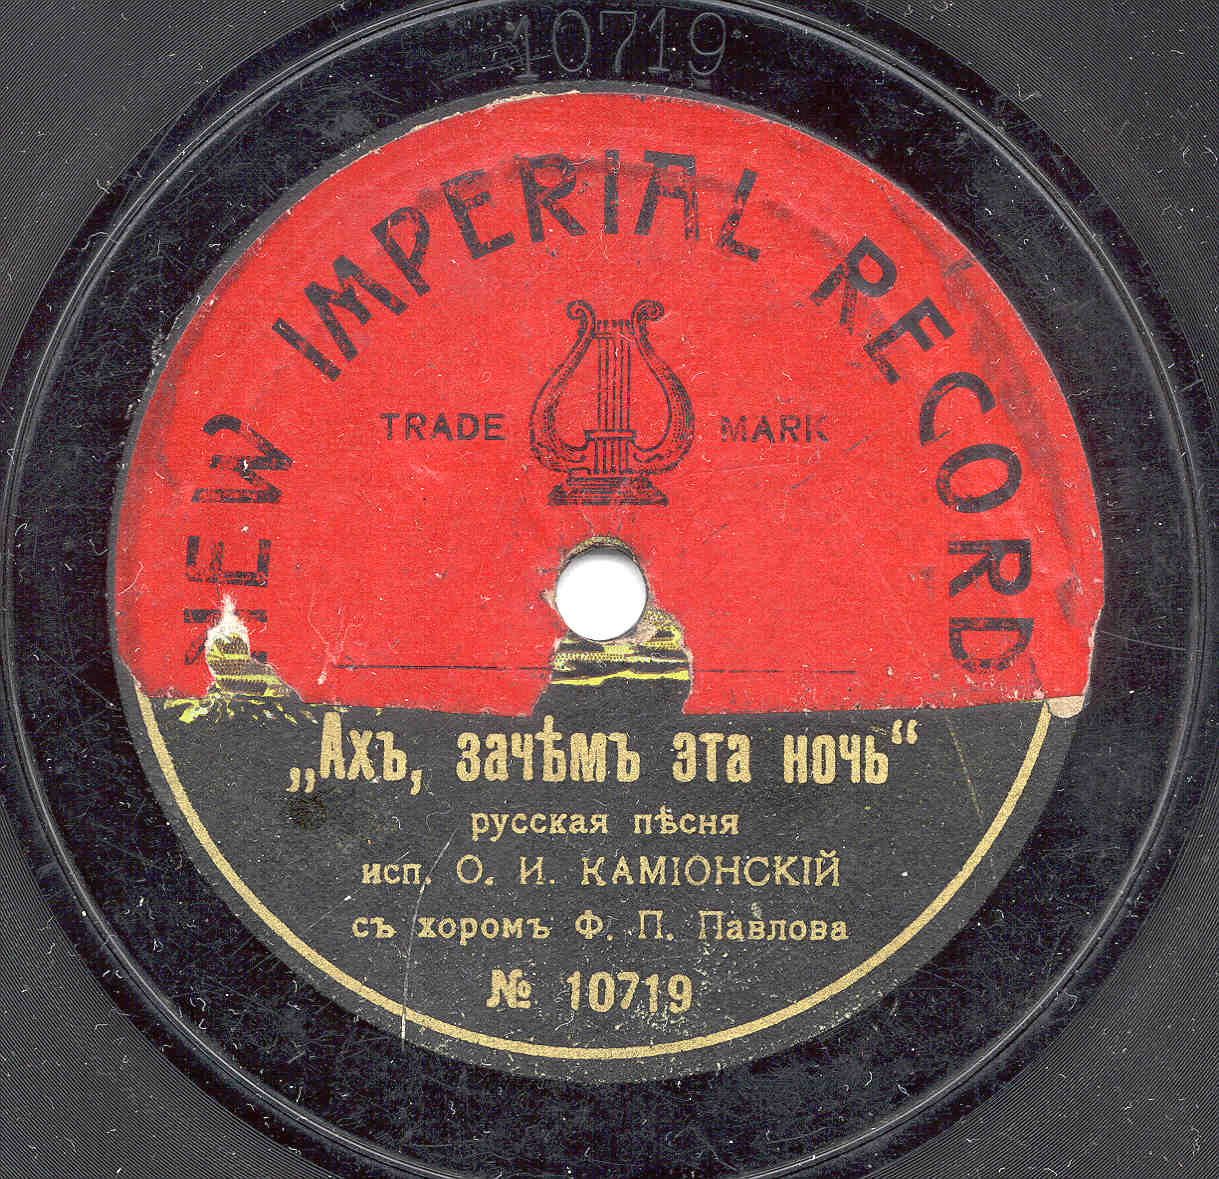 10719
NEW IMPERIAL RECORD
TRADE MARK
„Ахъ, зачѣмъ эта ночь“
русская пѣсня
исп. О. И. КАМІОНСКІЙ
съ хоромъ Ф. П. Павлова
№ 10719